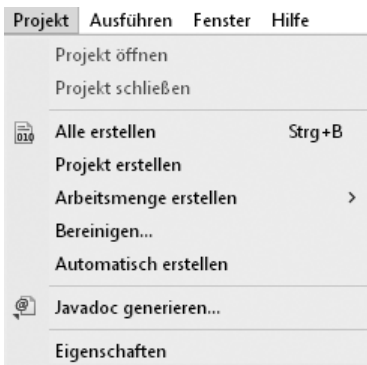 Projekt Ausführen Fenster Hilfe
Projekt öffnen
Projekt schließen
Alle erstellen Strg+B
Projekt erstellen
Arbeitsmenge erstellen
Bereinigen...
Automatisch erstellen
Javadoc generieren...
Eigenschaften